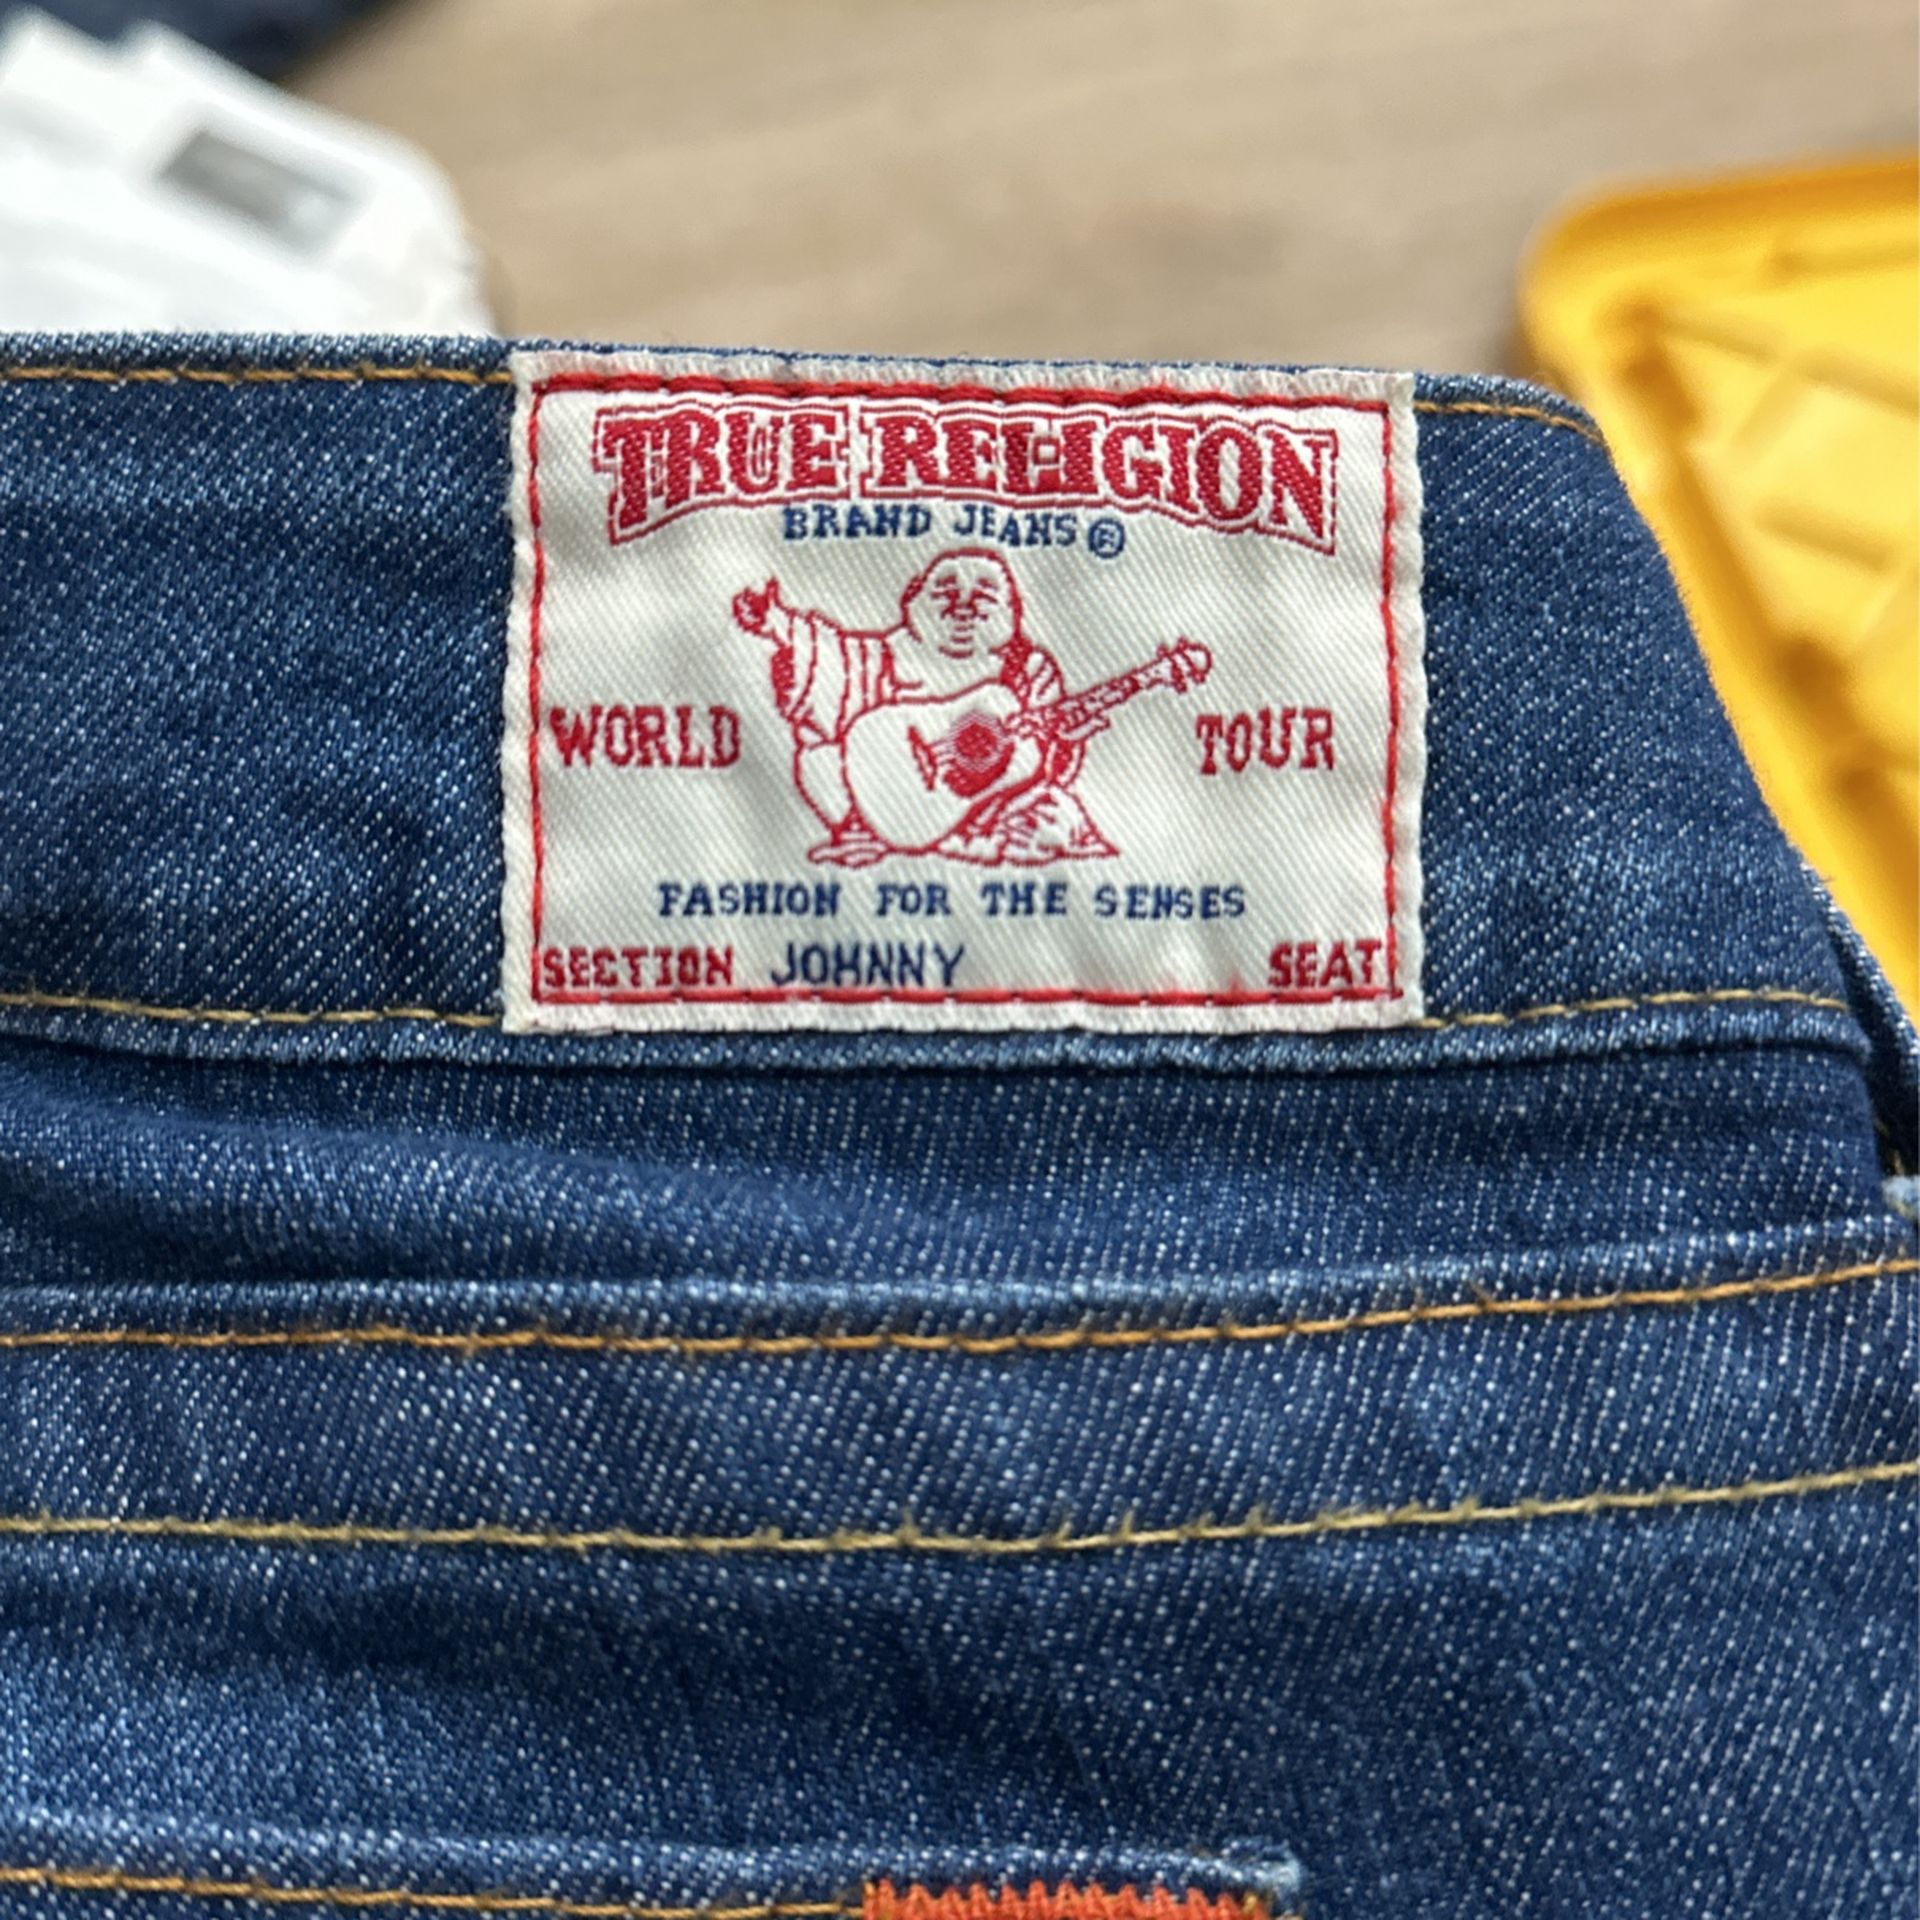 TRUE RELIGION
BRAND JEANS®
WORLD TOUR
FASHION FOR THE SENSES
SECTION JOHNNY SEAT